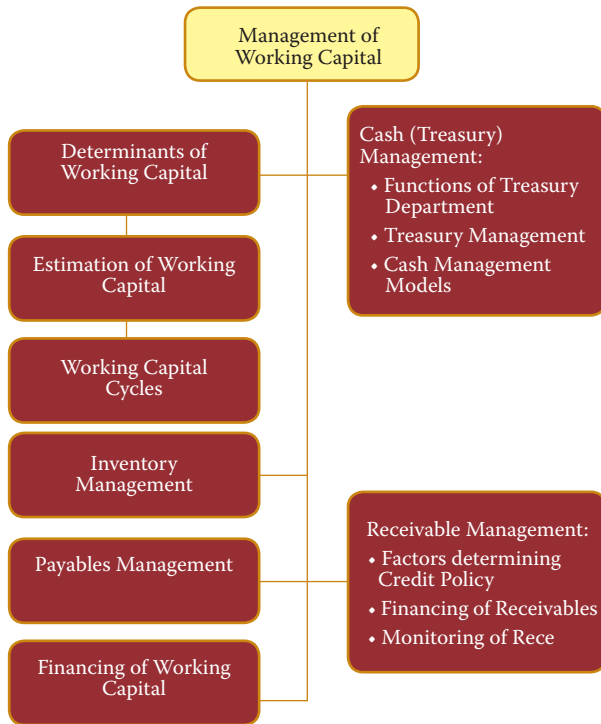 Management of
Working Capital
Determinants of
Working Capital
Estimation of Working
Capital
Working Capital
Cycles
Inventory
Management
Payables Management
Financing of Working
Capital
Cash (Treasury)
Management:
• Functions of Treasury
Department
• Treasury Management
• Cash Management
Models
Receivable Management:
• Factors determining
Credit Policy
• Financing of Receivables
• Monitoring of Rece